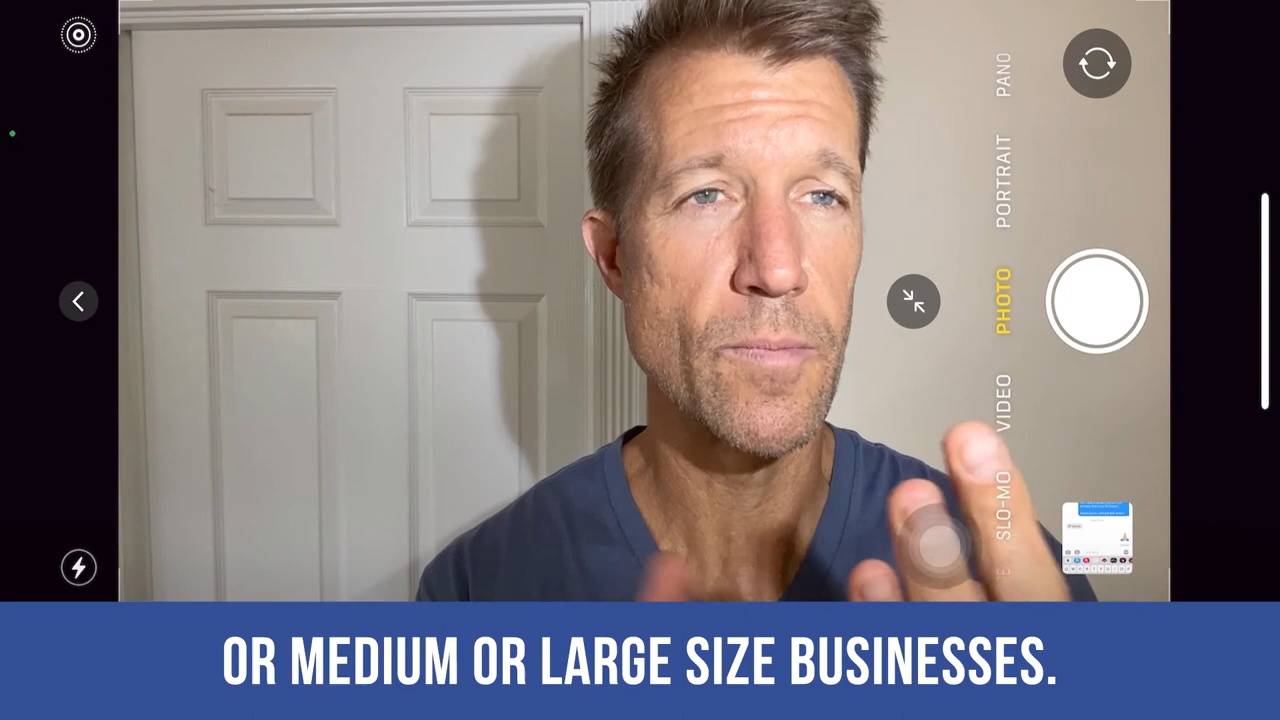 PANO
PORTRAIT
PHOTO
VIDEO
SLO-MO
OR MEDIUM OR LARGE SIZE BUSINESSES.